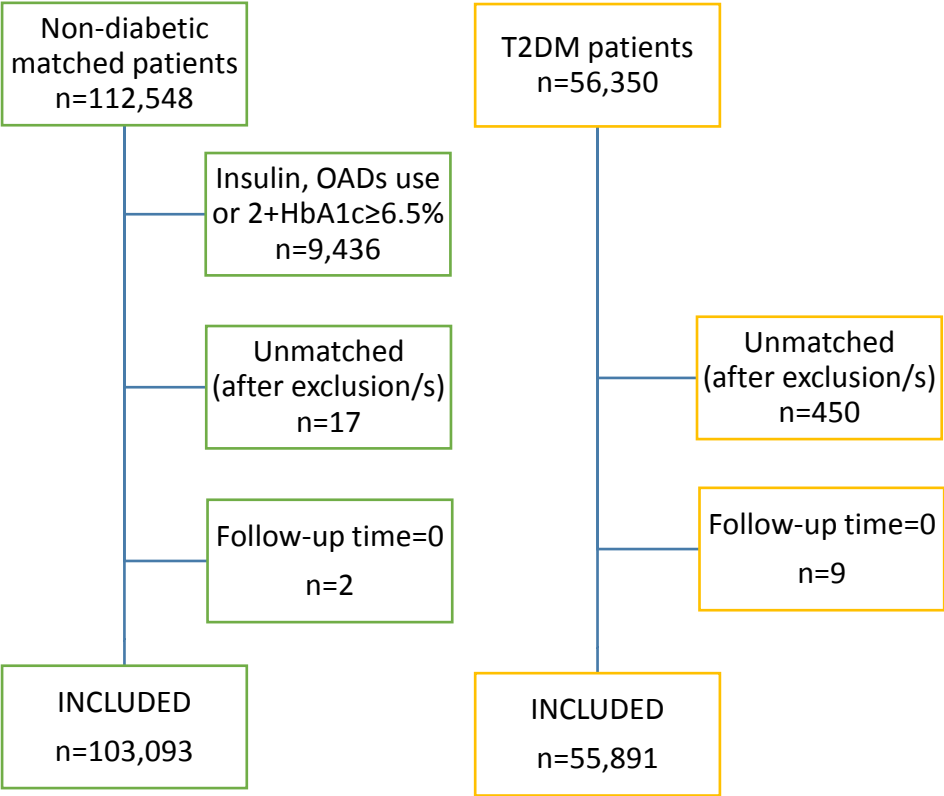 Non-diabetic
matched patients
n=112,548
Insulin, OADs use
or 2+HbA1c≥6.5%
n=9,436
Unmatched
(after exclusion/s)
n=17
Follow-up time=0
n=2
INCLUDED
n=103,093
T2DM patients
n=56,350
Unmatched
(after exclusion/s)
n=450
Follow-up time=0
n=9
INCLUDED
n=55,891